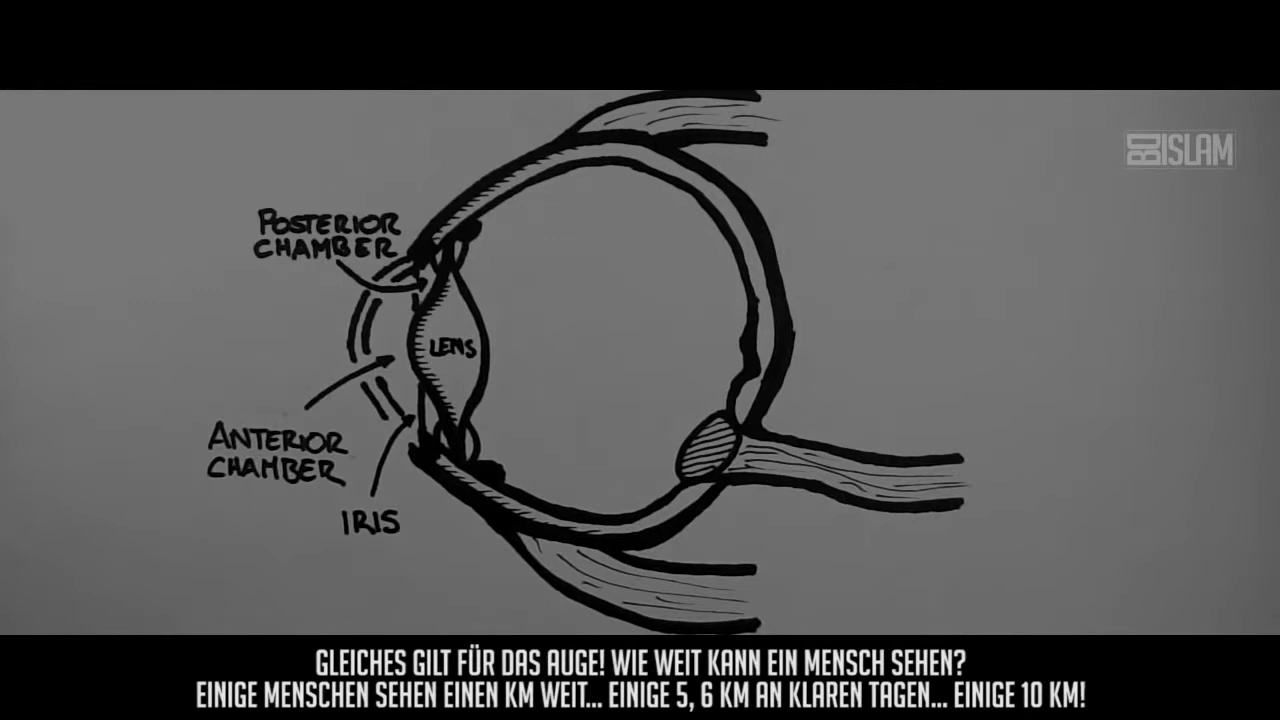 BDISLAM
POSTERIOR
CHAMBER
LENS
ANTERIOR
CHAMBER
IRIS
GLEICHES GILT FÜR DAS AUGE! WIE WEIT KANN EIN MENSCH SEHEN?
EINIGE MENSCHEN SEHEN EINEN KM WEIT... EINIGE 5, 6 KM AN KLAREN TAGEN... EINIGE 10 KM!